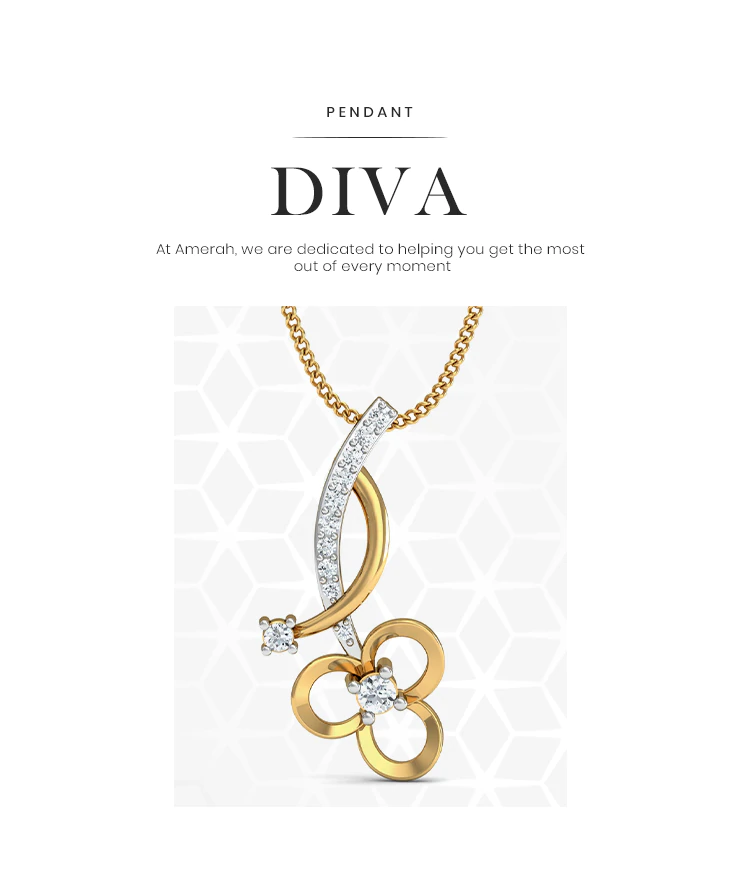 PENDANT
DIVA
At Amerah, we are dedicated to helping you get the most
out of every moment